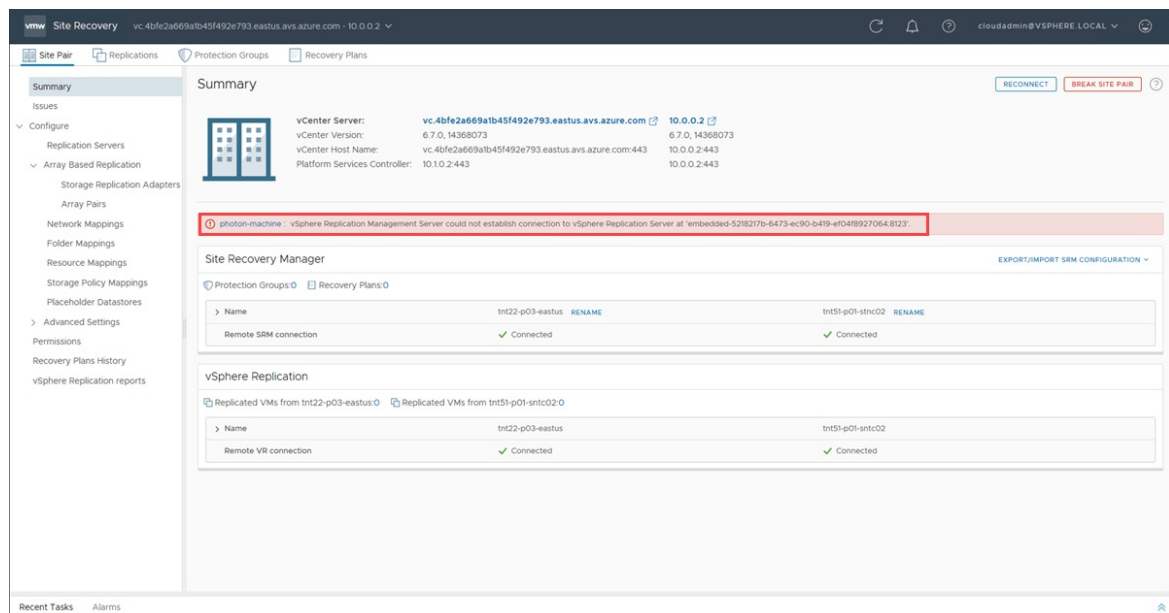 vmw Site Recovery vc.4bfe2a669a1b45f492e793.eastus.avs.azure.com - 10.0.0.2 cloudadmin@VSPHERE.LOCAL
Site Pair Replications Protection Groups Recovery Plans
Summary
Issues
Configure
Replication Servers
Array Based Replication
Storage Replication Adapters
Array Pairs
Network Mappings
Folder Mappings
Resource Mappings
Storage Policy Mappings
Placeholder Datastores
Advanced Settings
Permissions
Recovery Plans History
vSphere Replication reports
Summary RECONNECT BREAK SITE PAIR
vCenter Server: vc.4bfe2a669a1b45f492e793.eastus.avs.azure.com 10.0.0.2
vCenter Version: 6.7.0, 14368073 6.7.0, 14368073
vCenter Host Name: vc.4bfe2a669a1b45f492e793.eastus.avs.azure.com:443 10.0.0.2:443
Platform Services Controller: 10.1.0.2:443 10.0.0.2:443
photon-machine : vSphere Replication Management Server could not establish connection to vSphere Replication Server at 'embedded-5218217b-6473-ec90-b419-ef04f8927064:8123'.
Site Recovery Manager EXPORT/IMPORT SRM CONFIGURATION
Protection Groups:0 Recovery Plans:0
Name tnt22-p03-eastus RENAME tnt51-p01-stnc02 RENAME
Remote SRM connection Connected Connected
vSphere Replication
Replicated VMs from tnt22-p03-eastus:0 Replicated VMs from tnt51-p01-sntc02:0
Name tnt22-p03-eastus tnt51-p01-sntc02
Remote VR connection Connected Connected
Recent Tasks Alarms